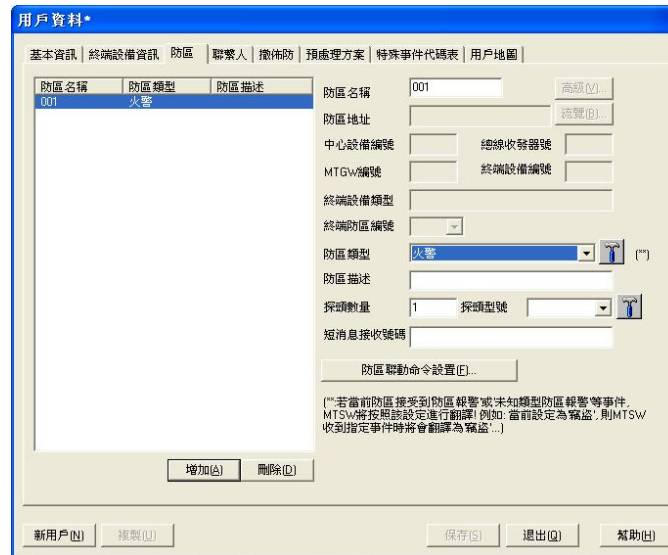 用戶資料*
基本資訊 終端設備資訊 防區 聯繫人 撤佈防 預處理方案 特殊事件代碼表 用戶地圖
防區名稱 防區類型 防區描述
001 火警
防區名稱 001 高級(V)...
防區地址 流覽(B)...
中心設備編號 總線收發器號
MTGW編號 終端設備編號
終端設備類型
終端防區編號
防區類型 火警 (**)
防區描述
探頭數量 1 探頭型號
短消息接收號碼
防區聯動命令設置(F)...
(**:若當前防區接受到'防區報警'或'未知類型防區報警'等事件,
MTSW將按照該設定進行翻譯! 例如: 當前設定為'竊盜', 則MTSW
收到指定事件時將會翻譯為'竊盜'...)
增加(A) 刪除(D)
新用戶(N) 複製(U) 保存(S) 退出(Q) 幫助(H)